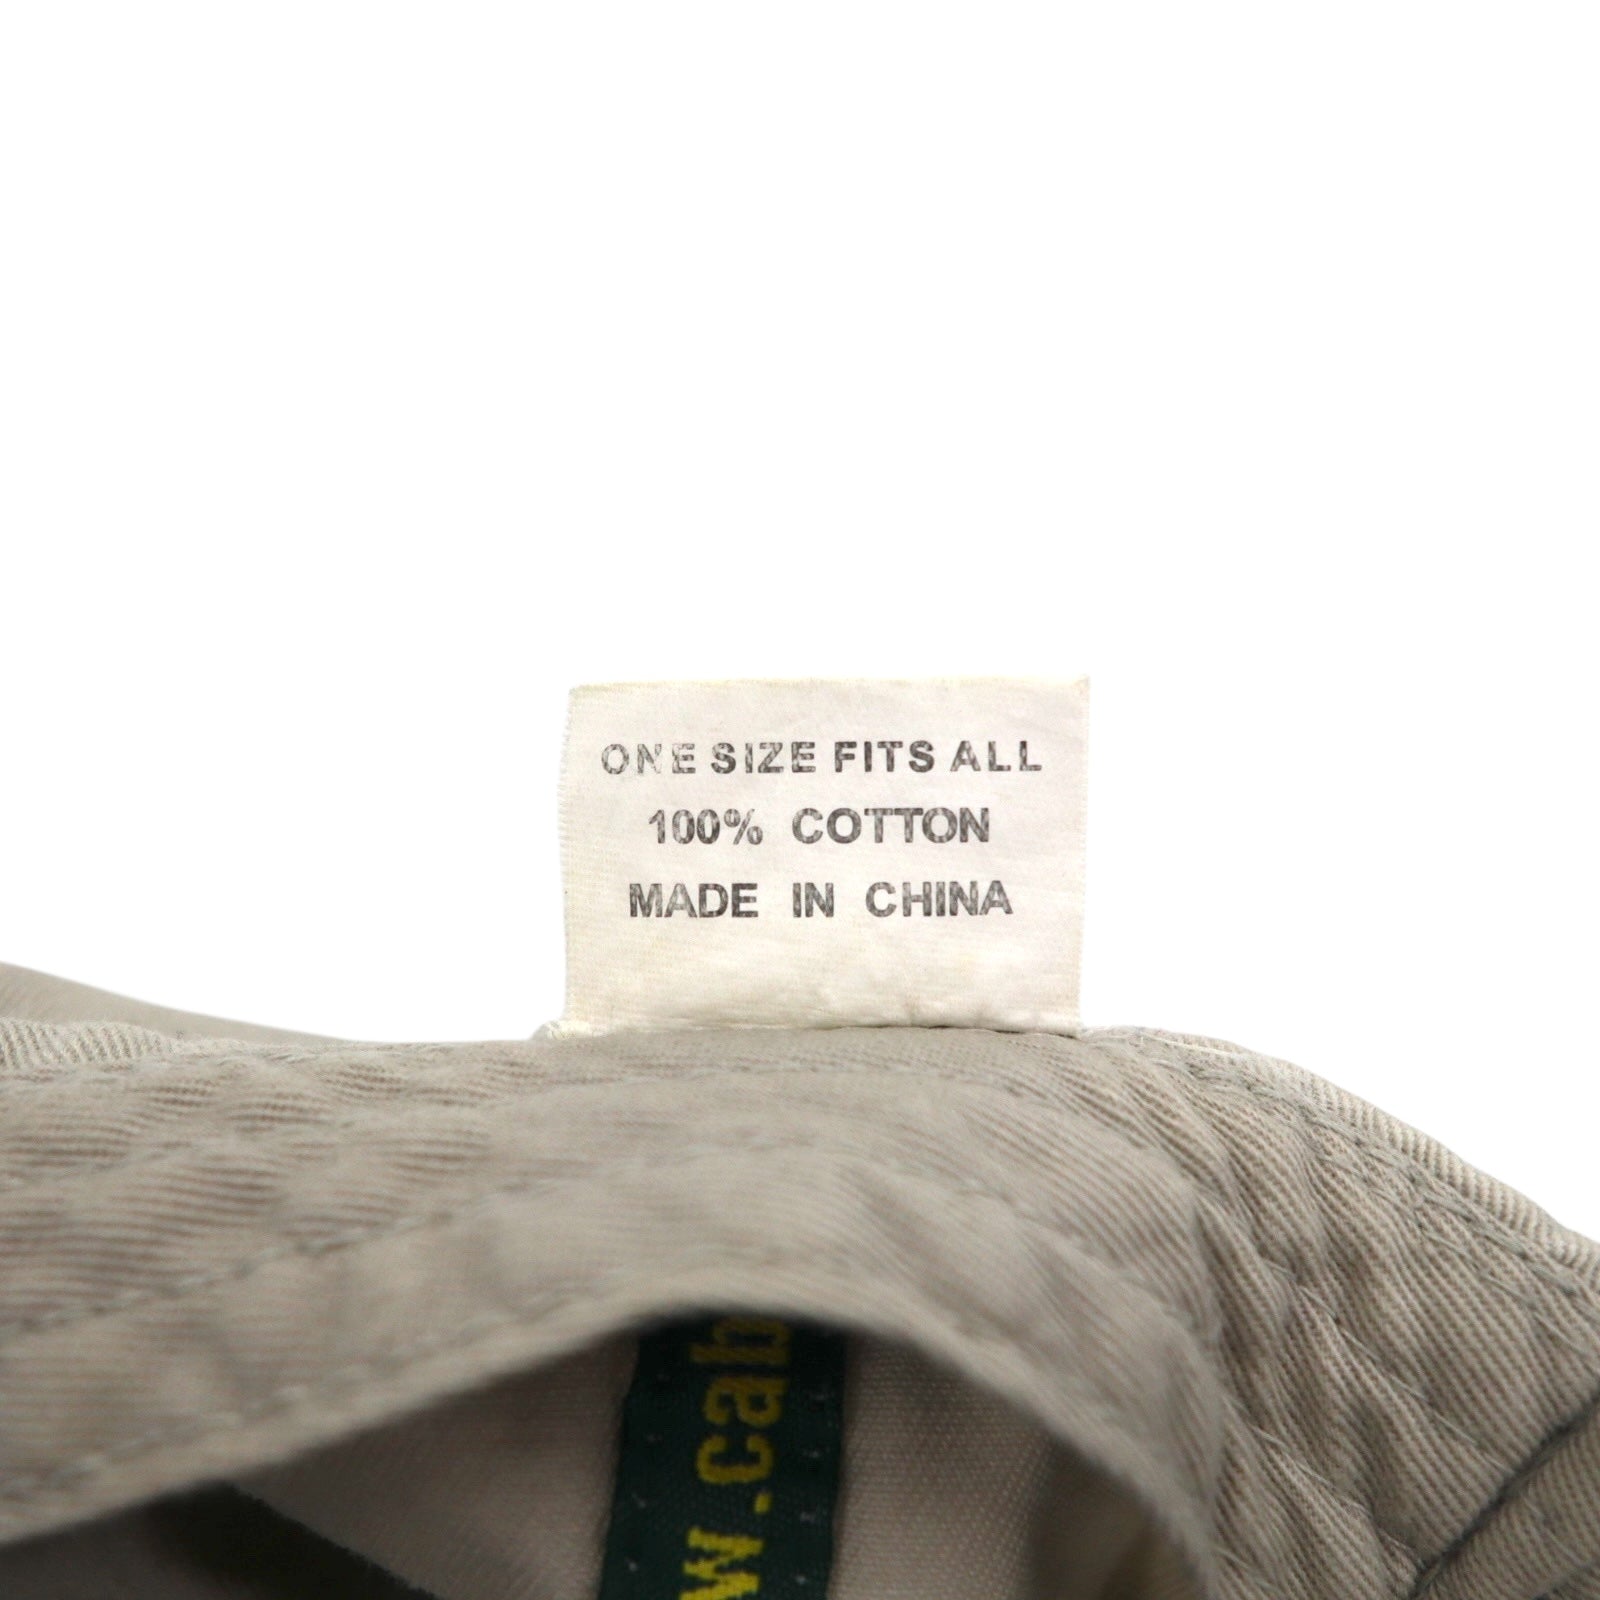 ONE SIZE FITS ALL
100% COTTON
MADE IN CHINA
w.cab